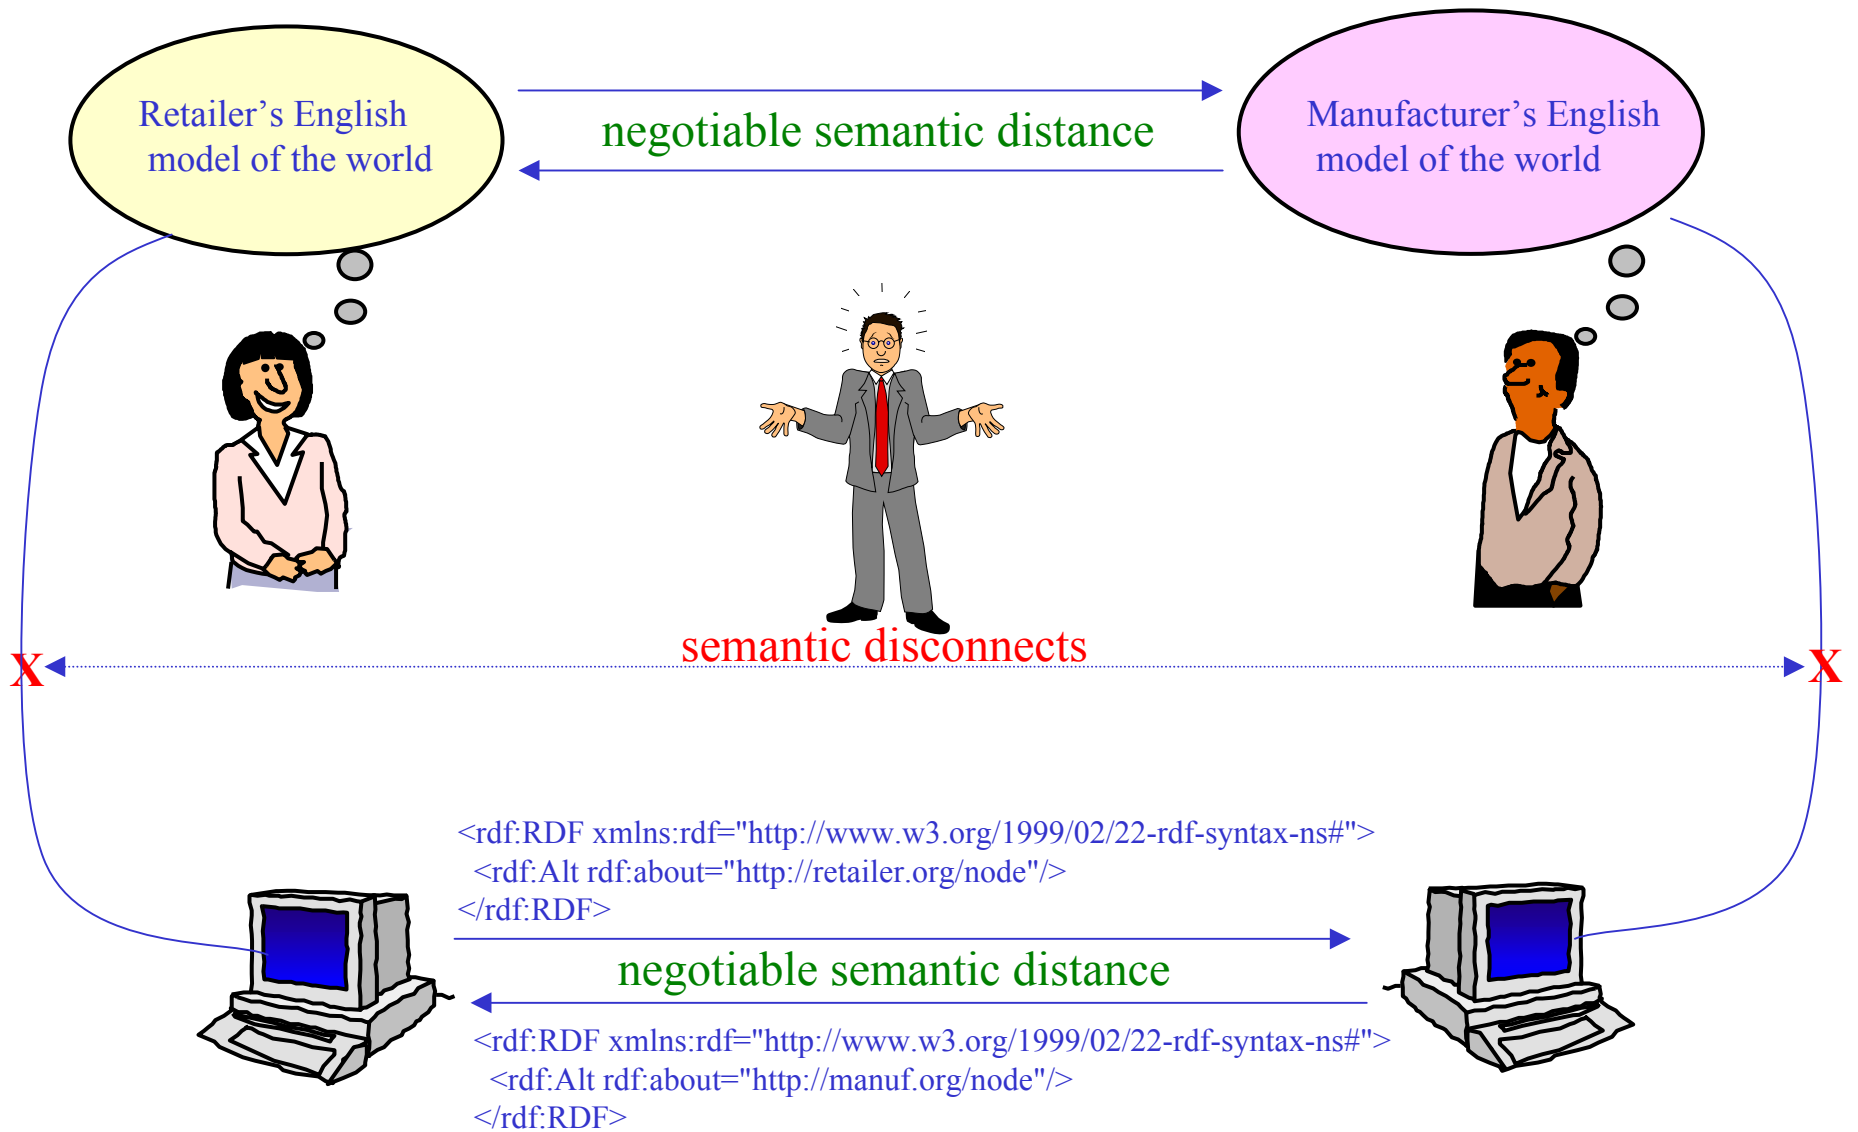 Retailer’s English
model of the world
negotiable semantic distance
Manufacturer’s English
model of the world
semantic disconnects
X
X
<rdf:RDF xmlns:rdf="http://www.w3.org/1999/02/22-rdf-syntax-ns#">
<rdf:Alt rdf:about="http://retailer.org/node"/>
</rdf:RDF>
negotiable semantic distance
<rdf:RDF xmlns:rdf="http://www.w3.org/1999/02/22-rdf-syntax-ns#">
<rdf:Alt rdf:about="http://manuf.org/node"/>
</rdf:RDF>